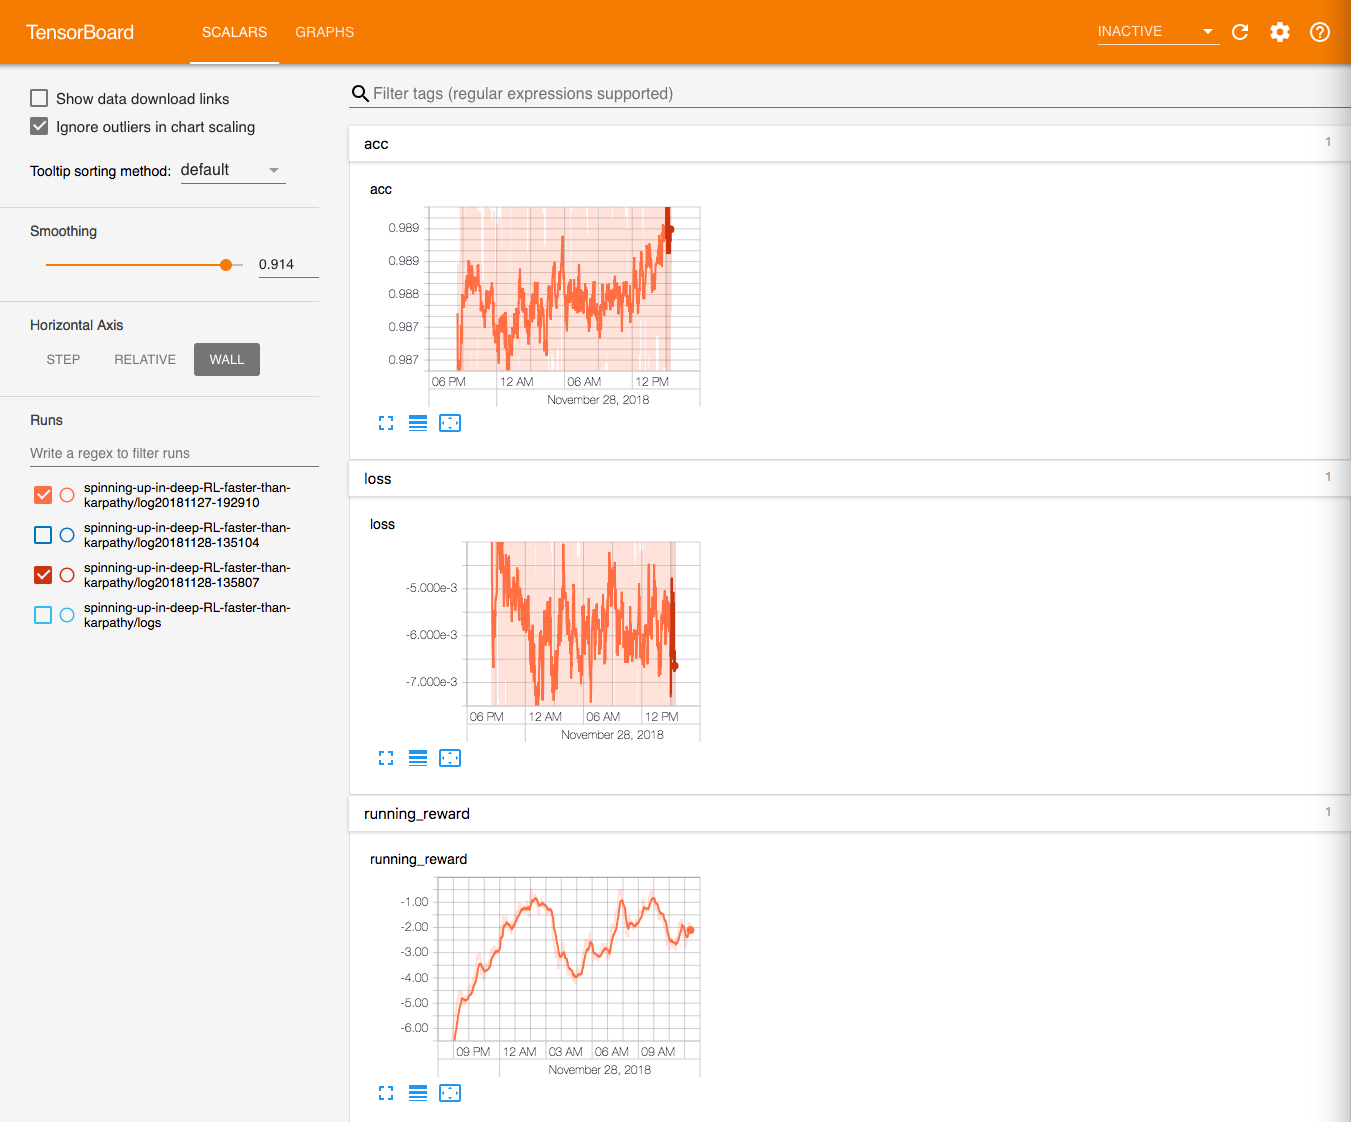 TensorBoard
SCALARS
GRAPHS
INACTIVE
Show data download links
Ignore outliers in chart scaling
Tooltip sorting method: default
Smoothing
0.914
Horizontal Axis
STEP
RELATIVE
WALL
Runs
Write a regex to filter runs
spinning-up-in-deep-RL-faster-than-
karpathy/log20181127-192910
spinning-up-in-deep-RL-faster-than-
karpathy/log20181128-135104
spinning-up-in-deep-RL-faster-than-
karpathy/log20181128-135807
spinning-up-in-deep-RL-faster-than-
karpathy/logs
Filter tags (regular expressions supported)
acc 1
acc
0.989
0.989
0.988
0.987
0.987
06 PM 12 AM 06 AM 12 PM
November 28, 2018
loss 1
loss
-5.000e-3
-6.000e-3
-7.000e-3
06 PM 12 AM 06 AM 12 PM
November 28, 2018
running_reward 1
running_reward
-1.00
-2.00
-3.00
-4.00
-5.00
-6.00
09 PM 12 AM 03 AM 06 AM 09 AM
November 28, 2018